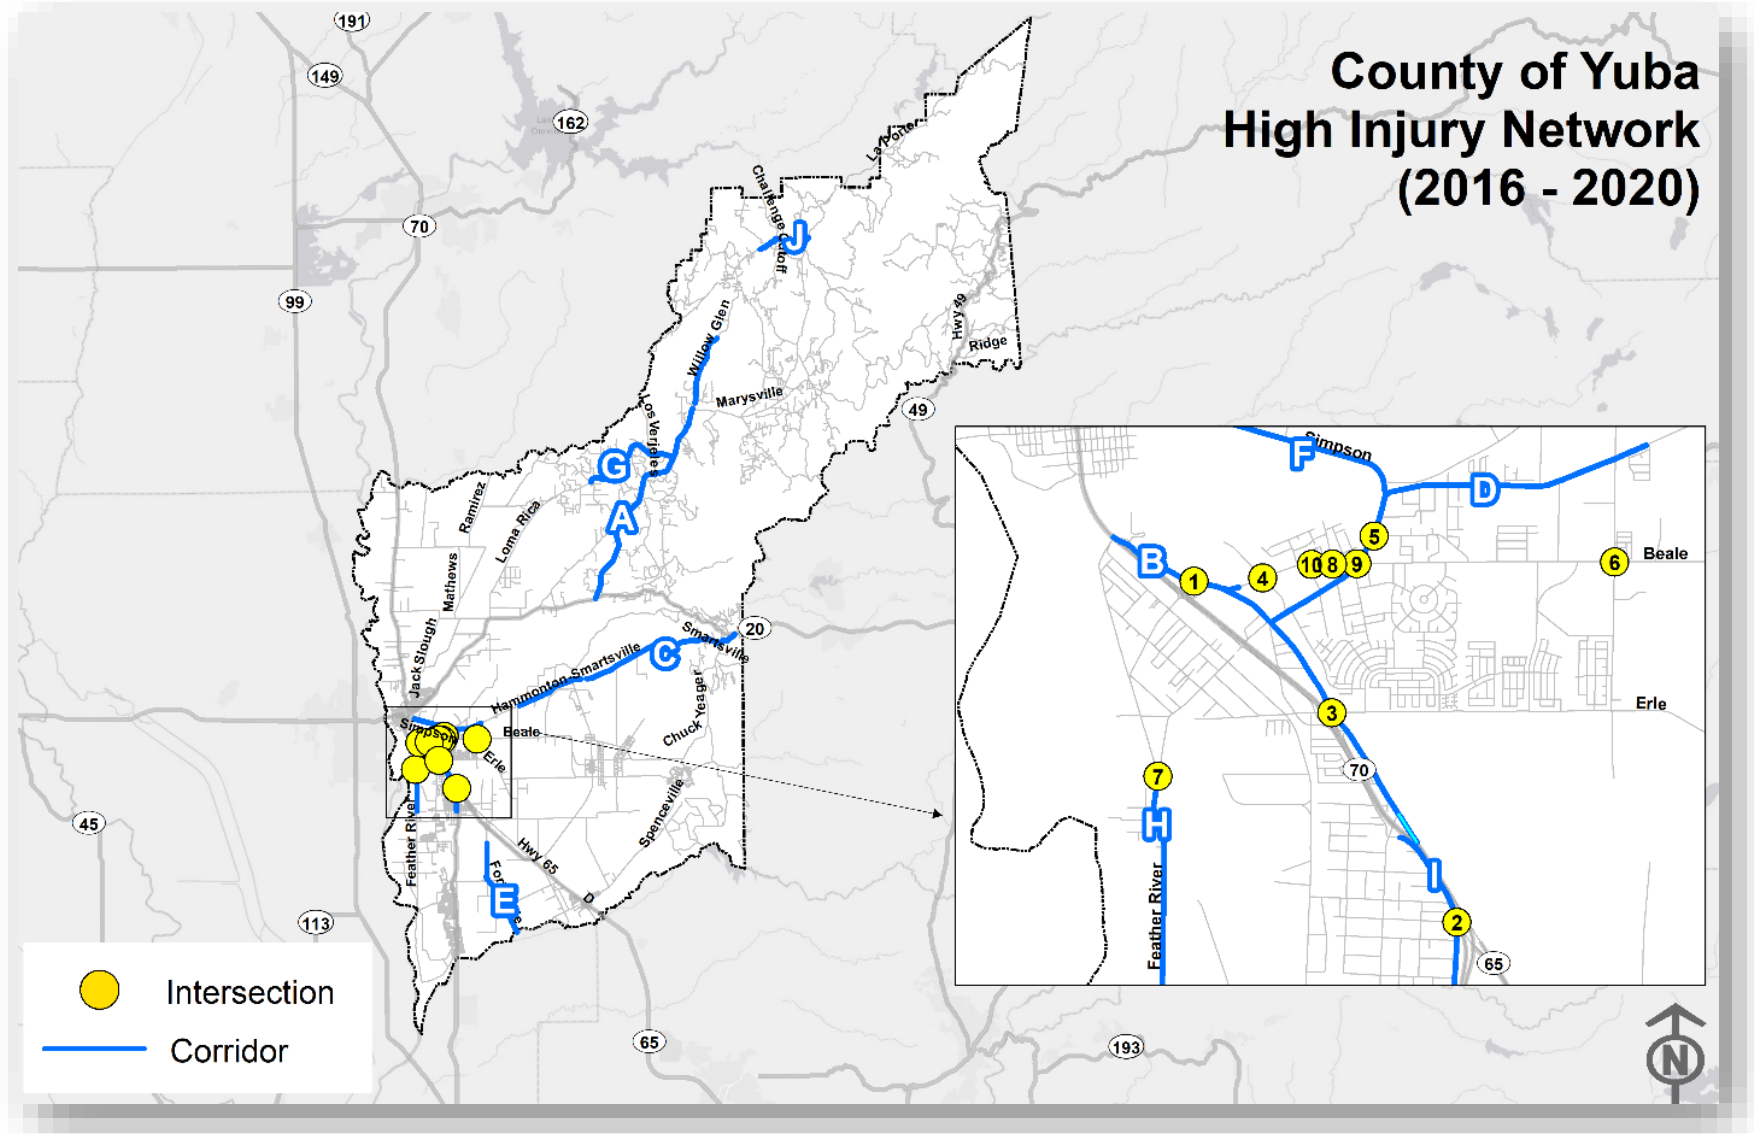 County of Yuba
High Injury Network
(2016 - 2020)
191
149
162
70
99
La Porte
Challenge Cutoff
J
Willow Glen
Hwy 49
Ridge
Marysville
49
Los Verjeles
G
A
Ramirez
Loma Rica
Mathews
Jack Slough
20
Smartsville
C
Hammonton Smartsville
Chuck Yeager
Simpson
Beale
Erle
Spenceville
Feather River
Hwy 65
E
D
45
113
65
193
Simpson
F
D
5
B
1
4
10
8
9
6
Beale
3
Erle
70
7
H
Feather River
I
2
65
Intersection
Corridor
N